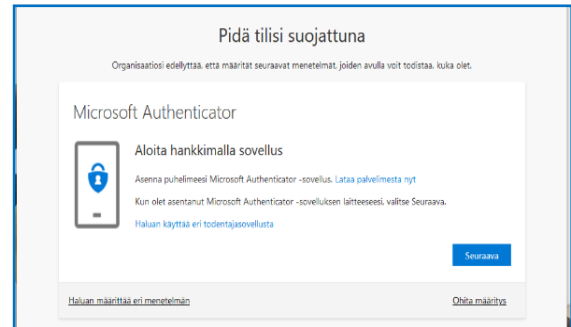 Pidä tilisi suojattuna
Organisaatiosi edellyttää, että määrität seuraavat menetelmät, joiden avulla voit todistaa, kuka olet.
Microsoft Authenticator
Aloita hankkimalla sovellus
Asenna puhelimeesi Microsoft Authenticator -sovellus. Lataa palvelimesta nyt
Kun olet asentanut Microsoft Authenticator -sovelluksen laitteeseesi, valitse Seuraava.
Haluan käyttää eri todentajasovellusta
Seuraava
Haluan määrittää eri menetelmän
Ohita määritys